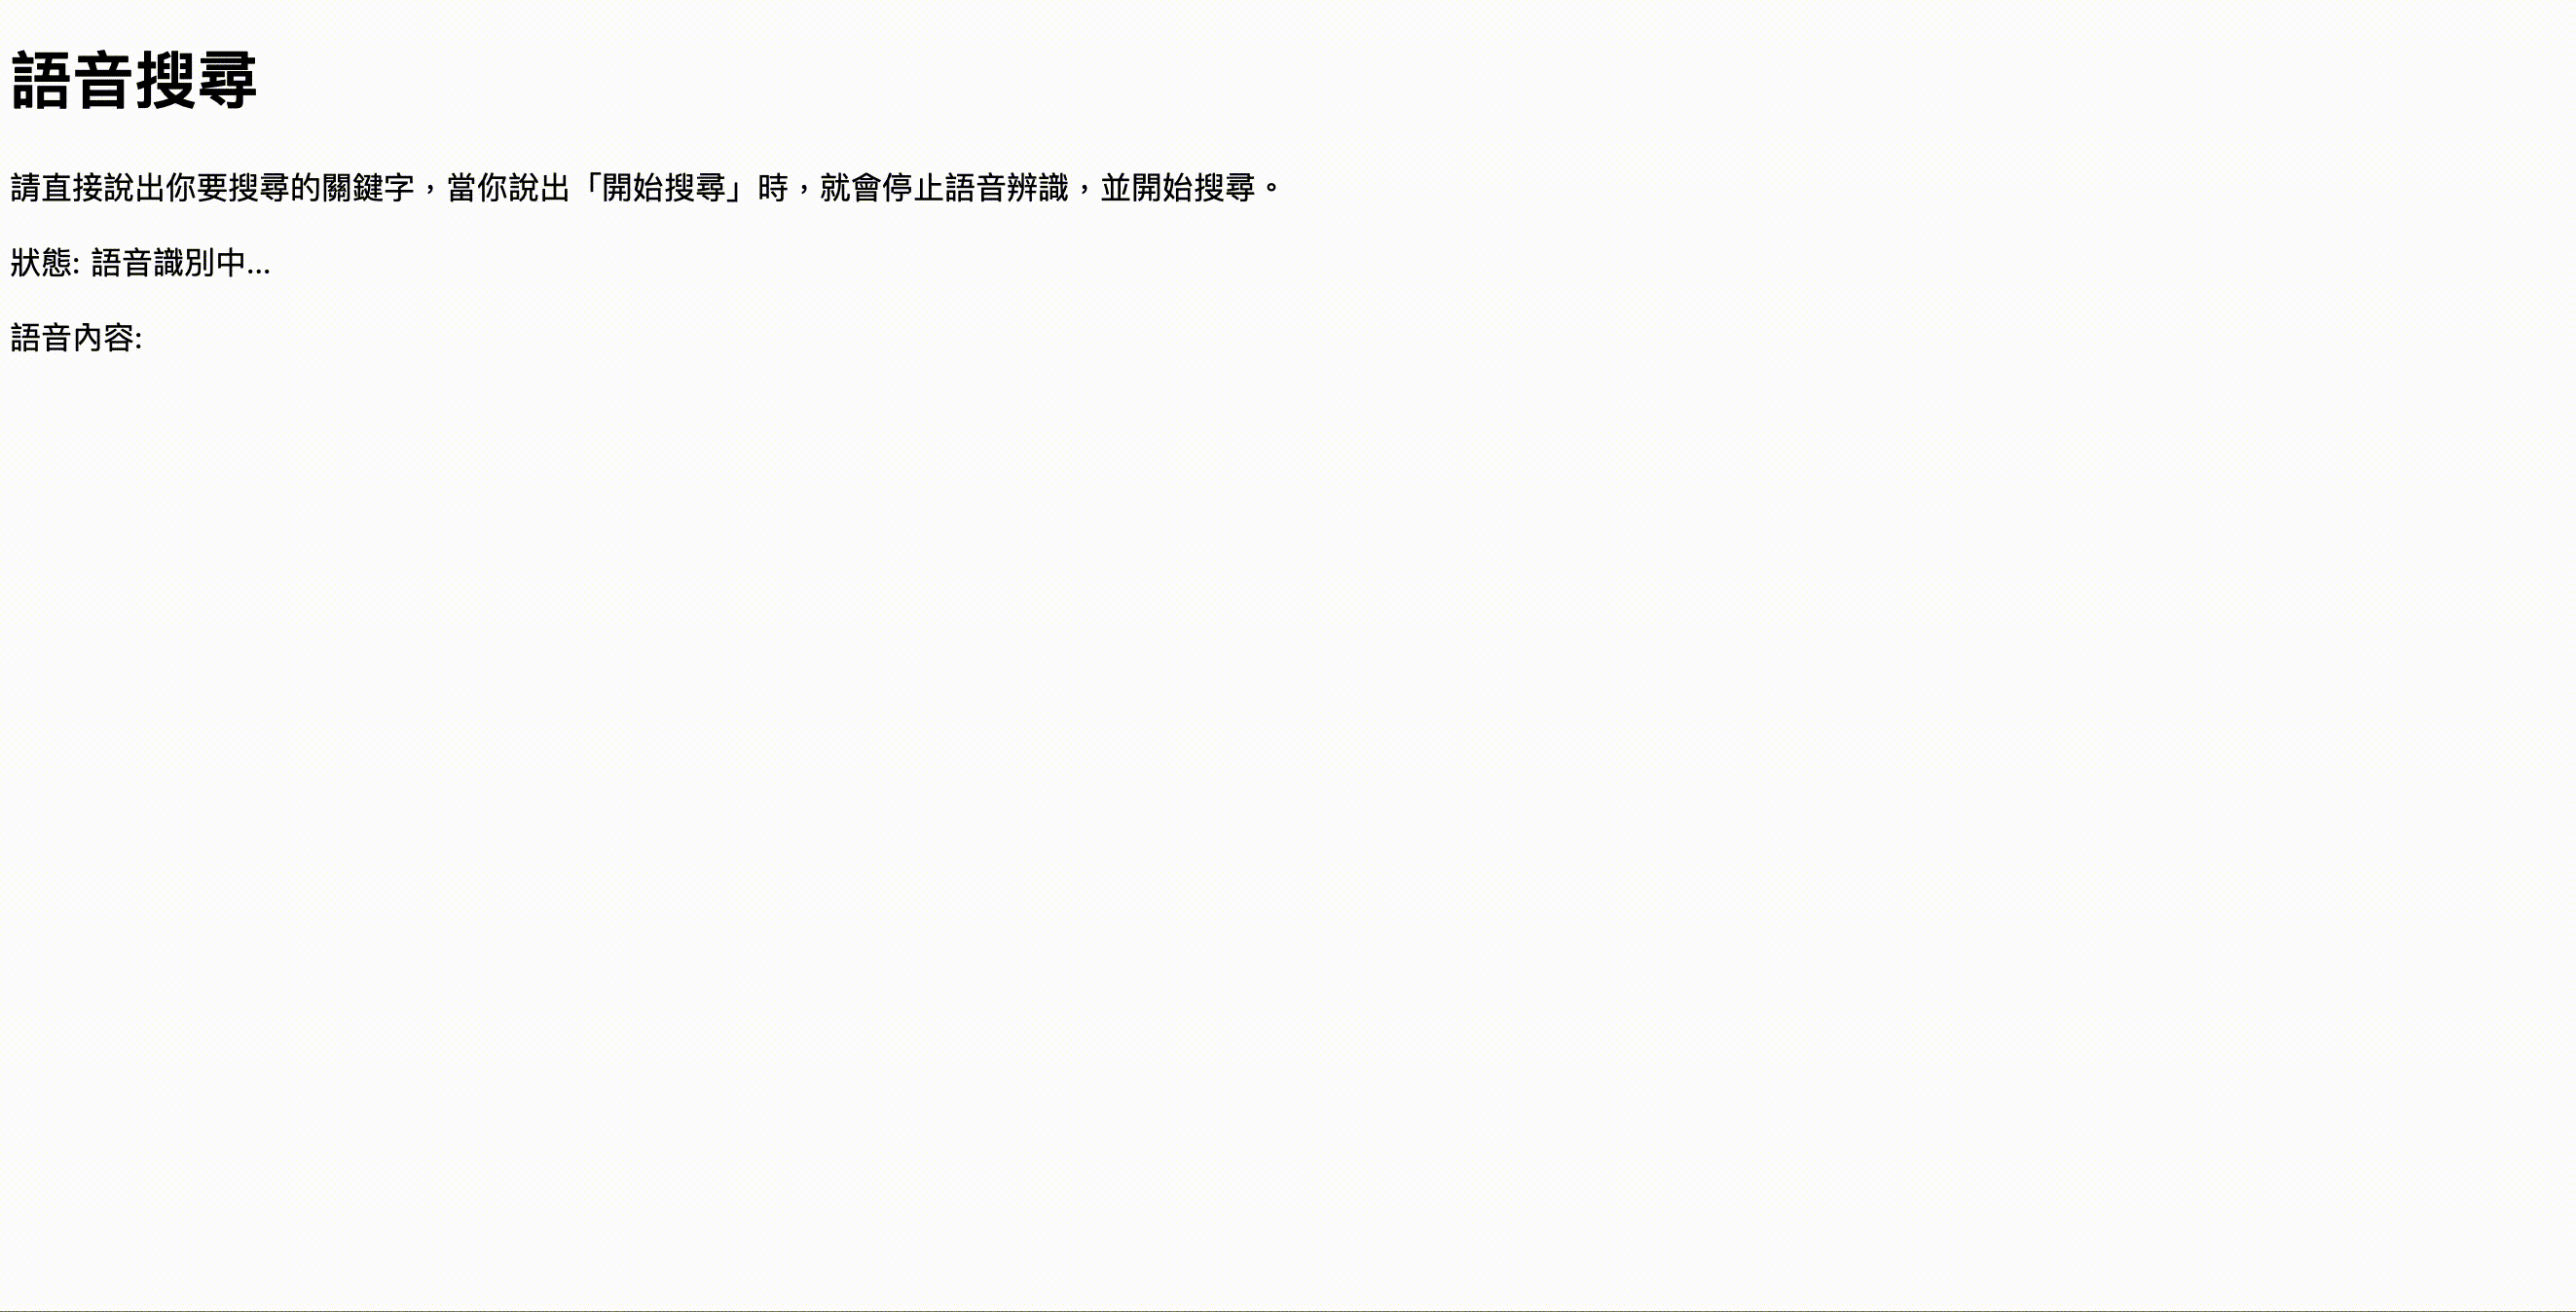 語音搜尋
請直接說出你要搜尋的關鍵字，當你說出「開始搜尋」時，就會停止語音辨識，並開始搜尋。
狀態: 語音識別中...
語音內容: